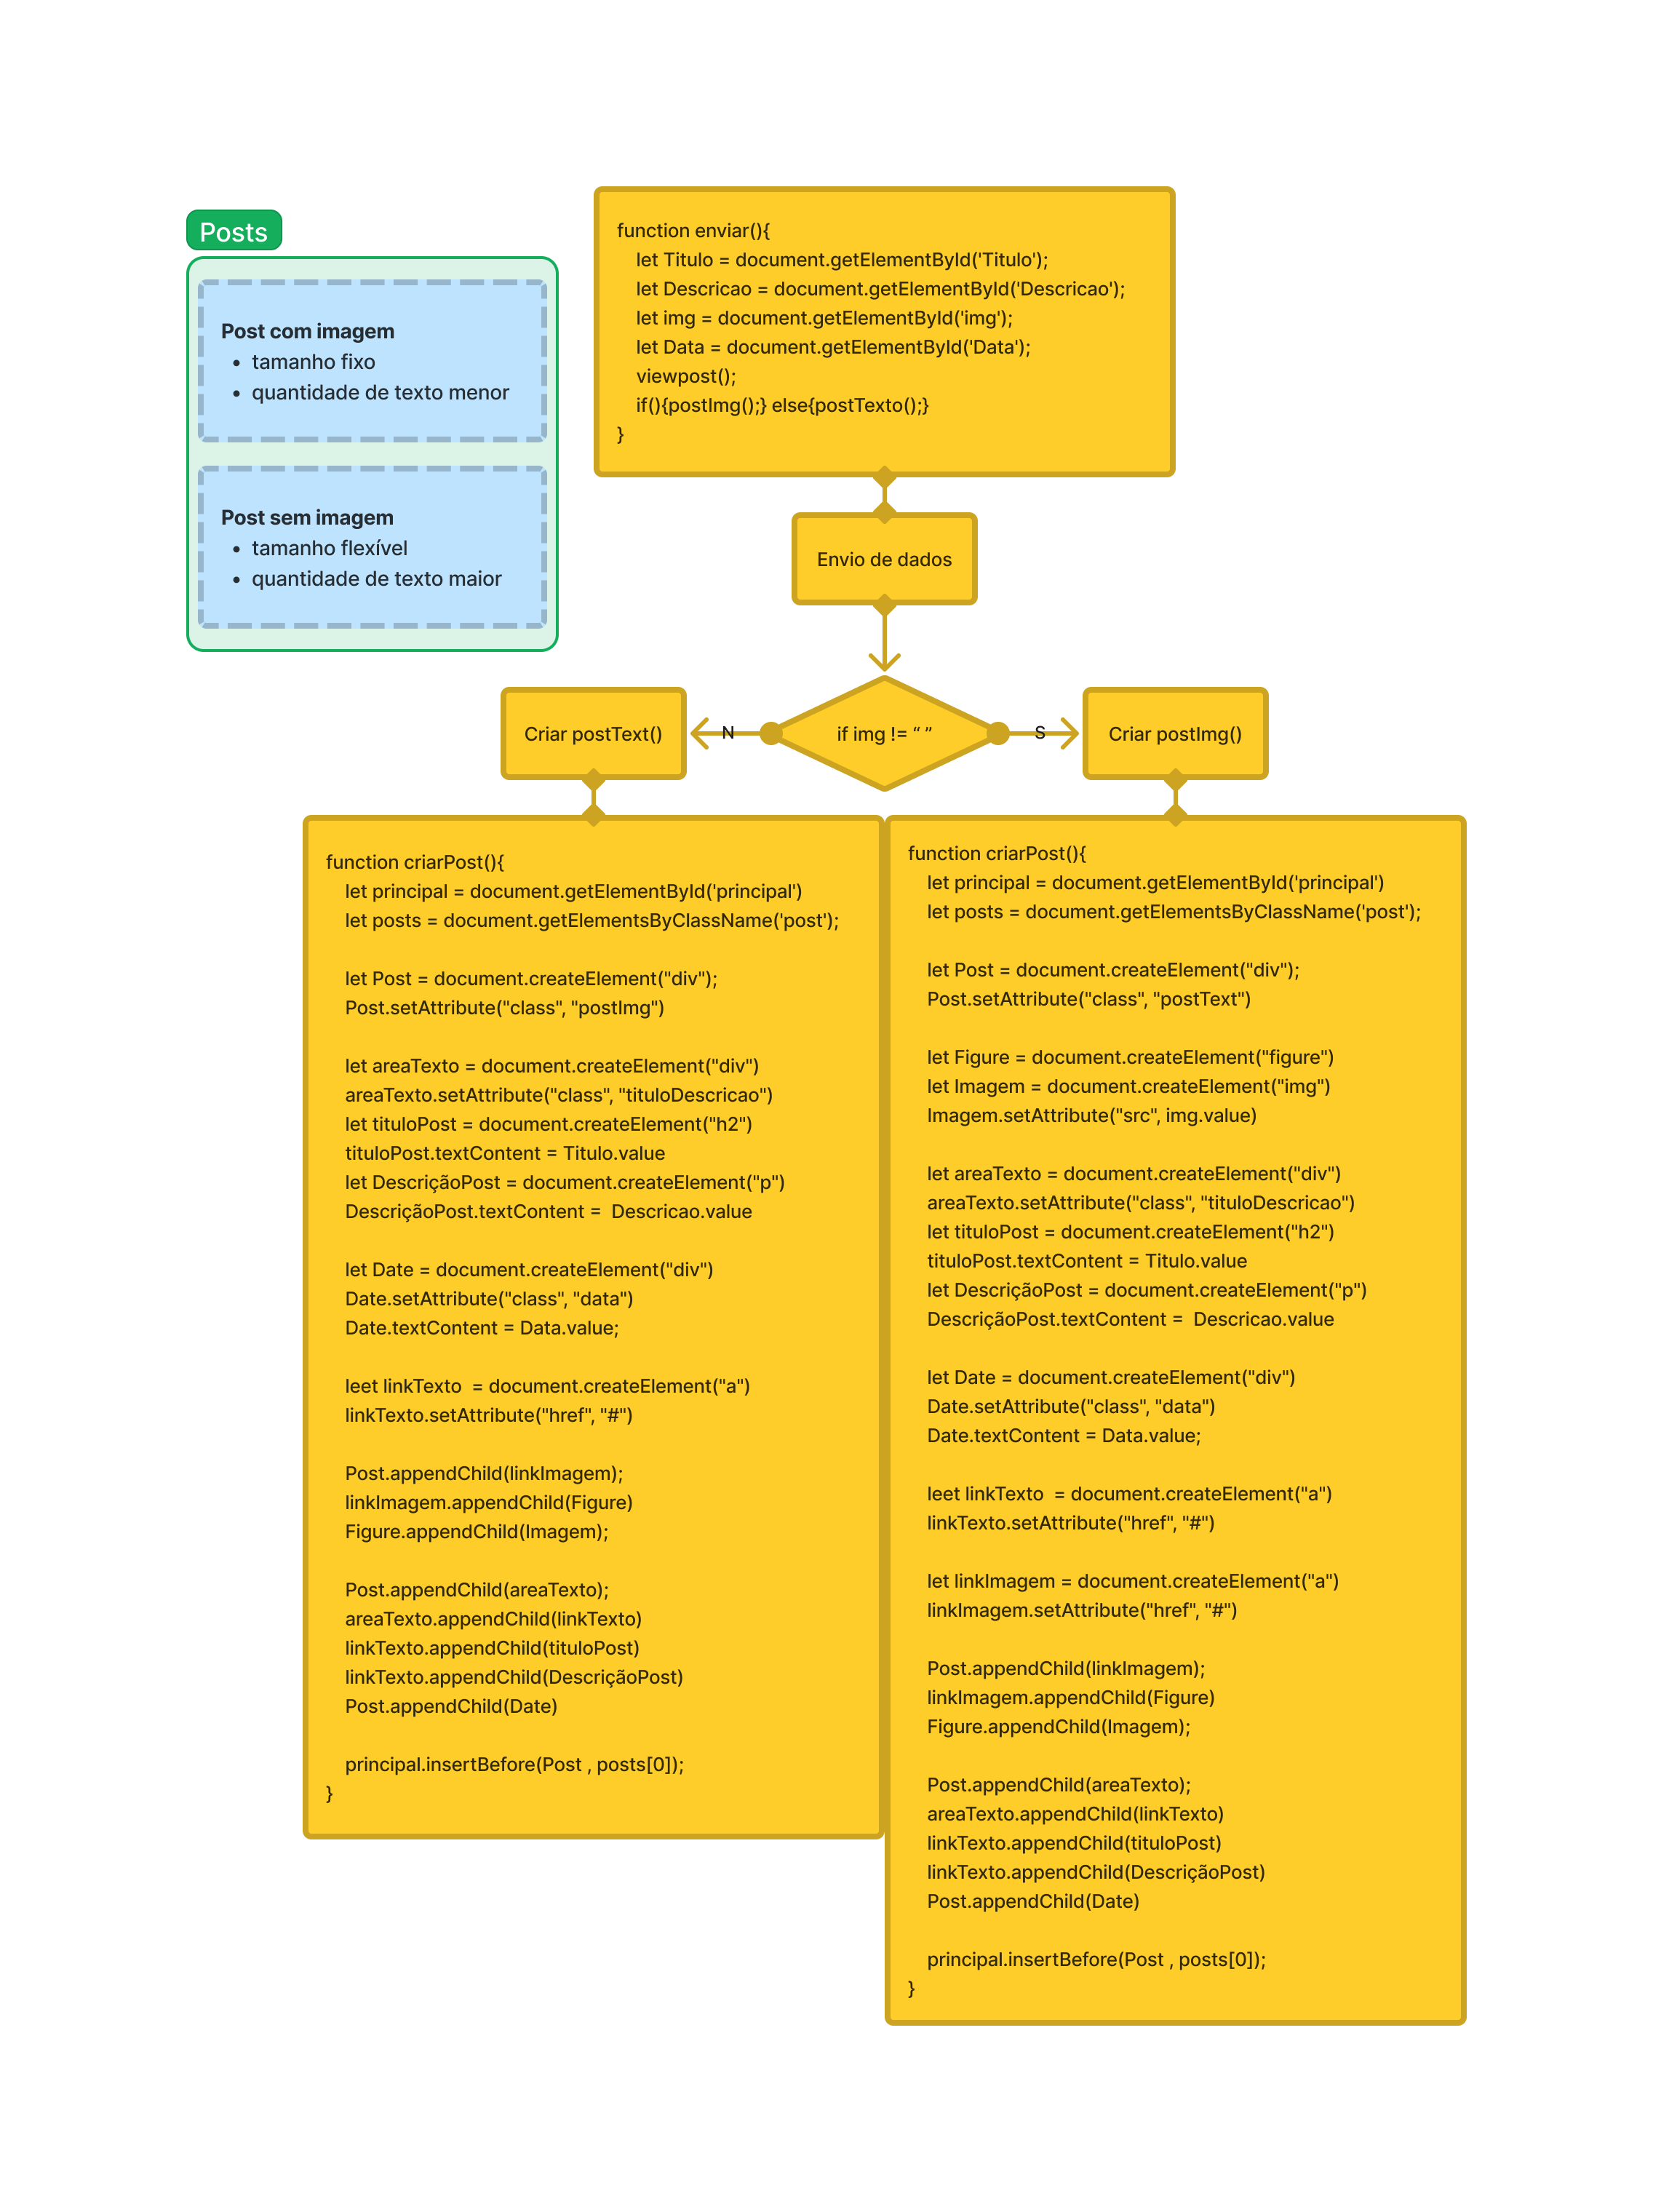 Posts
Post com imagem
• tamanho fixo
• quantidade de texto menor
Post sem imagem
• tamanho flexível
• quantidade de texto maior
function enviar(){
let Titulo = document.getElementById('Titulo');
let Descricao = document.getElementById('Descricao');
let img = document.getElementById('img');
let Data = document.getElementById('Data');
viewpost();
if(){postImg();} else{postTexto();}
}
Envio de dados
Criar postText()
N
if img != “ ”
S
Criar postImg()
function criarPost(){
let principal = document.getElementById('principal')
let posts = document.getElementsByClassName('post');
let Post = document.createElement("div");
Post.setAttribute("class", "postImg")
let areaTexto = document.createElement("div")
areaTexto.setAttribute("class", "tituloDescricao")
let tituloPost = document.createElement("h2")
tituloPost.textContent = Titulo.value
let DescriçãoPost = document.createElement("p")
DescriçãoPost.textContent =  Descricao.value
let Date = document.createElement("div")
Date.setAttribute("class", "data")
Date.textContent = Data.value;
leet linkTexto  = document.createElement("a")
linkTexto.setAttribute("href", "#")
Post.appendChild(linkImagem);
linkImagem.appendChild(Figure)
Figure.appendChild(Imagem);
Post.appendChild(areaTexto);
areaTexto.appendChild(linkTexto)
linkTexto.appendChild(tituloPost)
linkTexto.appendChild(DescriçãoPost)
Post.appendChild(Date)
principal.insertBefore(Post , posts[0]);
}
function criarPost(){
let principal = document.getElementById('principal')
let posts = document.getElementsByClassName('post');
let Post = document.createElement("div");
Post.setAttribute("class", "postText")
let Figure = document.createElement("figure")
let Imagem = document.createElement("img")
Imagem.setAttribute("src", img.value)
let areaTexto = document.createElement("div")
areaTexto.setAttribute("class", "tituloDescricao")
let tituloPost = document.createElement("h2")
tituloPost.textContent = Titulo.value
let DescriçãoPost = document.createElement("p")
DescriçãoPost.textContent =  Descricao.value
let Date = document.createElement("div")
Date.setAttribute("class", "data")
Date.textContent = Data.value;
leet linkTexto  = document.createElement("a")
linkTexto.setAttribute("href", "#")
let linkImagem = document.createElement("a")
linkImagem.setAttribute("href", "#")
Post.appendChild(linkImagem);
linkImagem.appendChild(Figure)
Figure.appendChild(Imagem);
Post.appendChild(areaTexto);
areaTexto.appendChild(linkTexto)
linkTexto.appendChild(tituloPost)
linkTexto.appendChild(DescriçãoPost)
Post.appendChild(Date)
principal.insertBefore(Post , posts[0]);
}